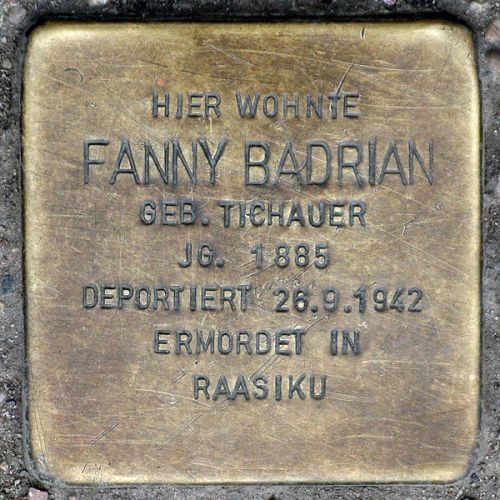 HIER WOHNTE
FANNY BADRIAN
GEB. TICHAUER
JG. 1885
DEPORTIERT 26.9.1942
ERMORDET IN
RAASIKU